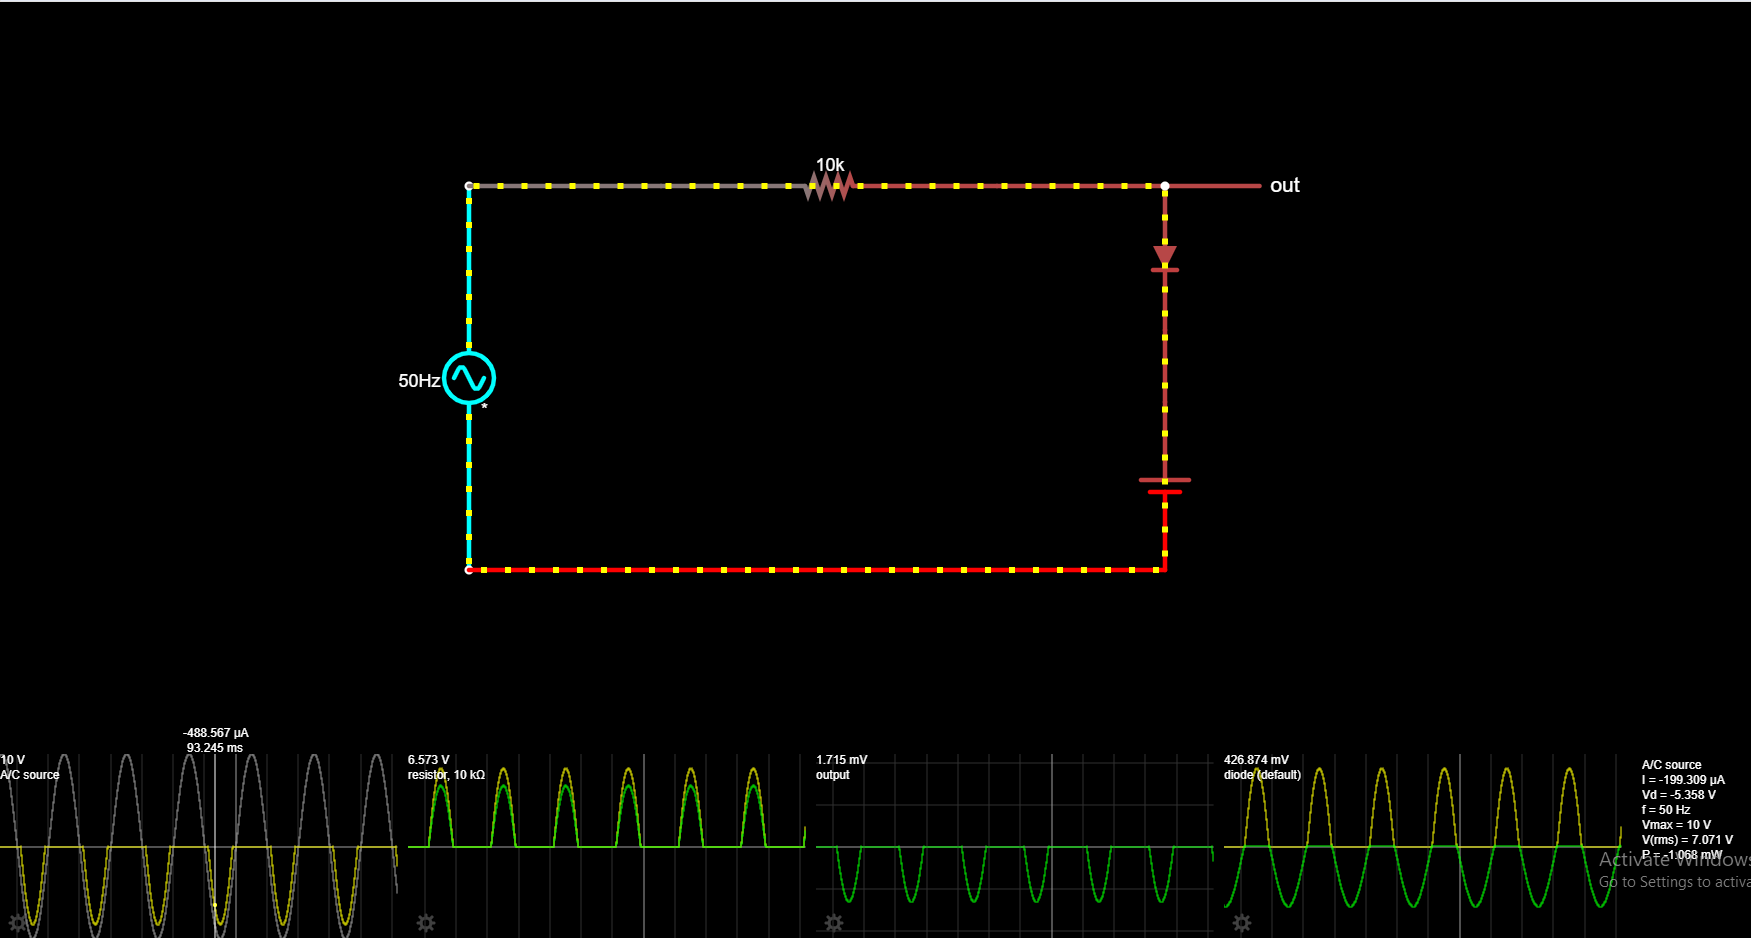 10k
out
50Hz
*
-488.567 µA
93.245 ms
10 V
A/C source
6.573 V
resistor, 10 kΩ
1.715 mV
output
426.874 mV
diode (default)
A/C source
I = -199.309 µA
Vd = -5.358 V
f = 50 Hz
Vmax = 10 V
V(rms) = 7.071 V
P = -1.068 mW
Activate Windows
Go to Settings to activa